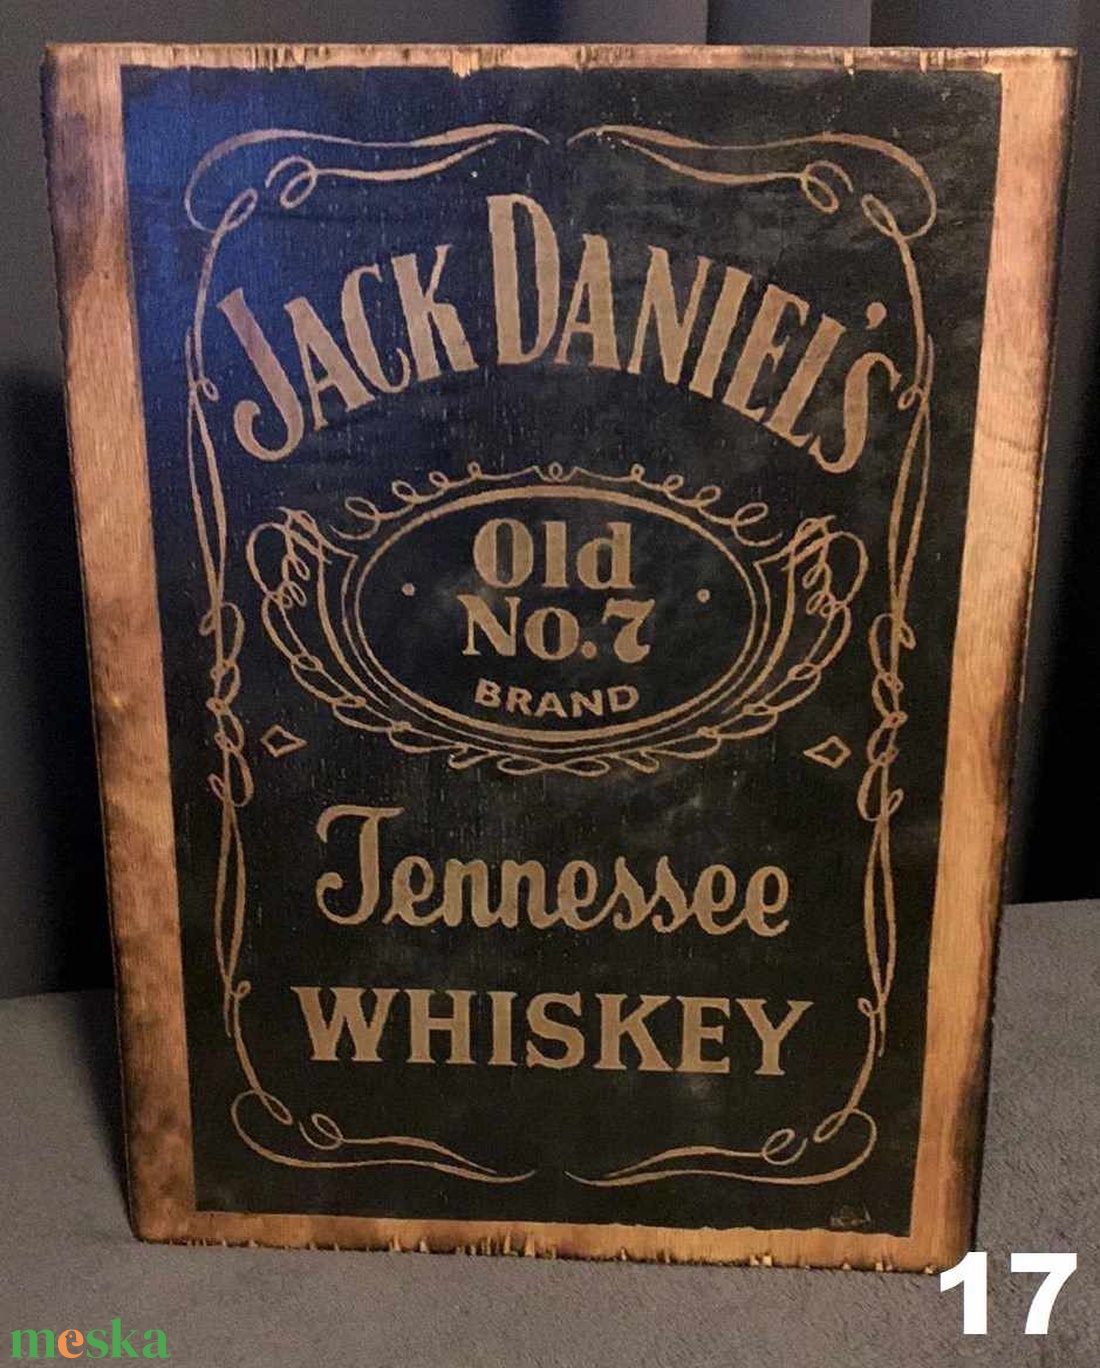 JACK DANIEL'S
Old
No.7
BRAND
Tennessee
WHISKEY
17
meska